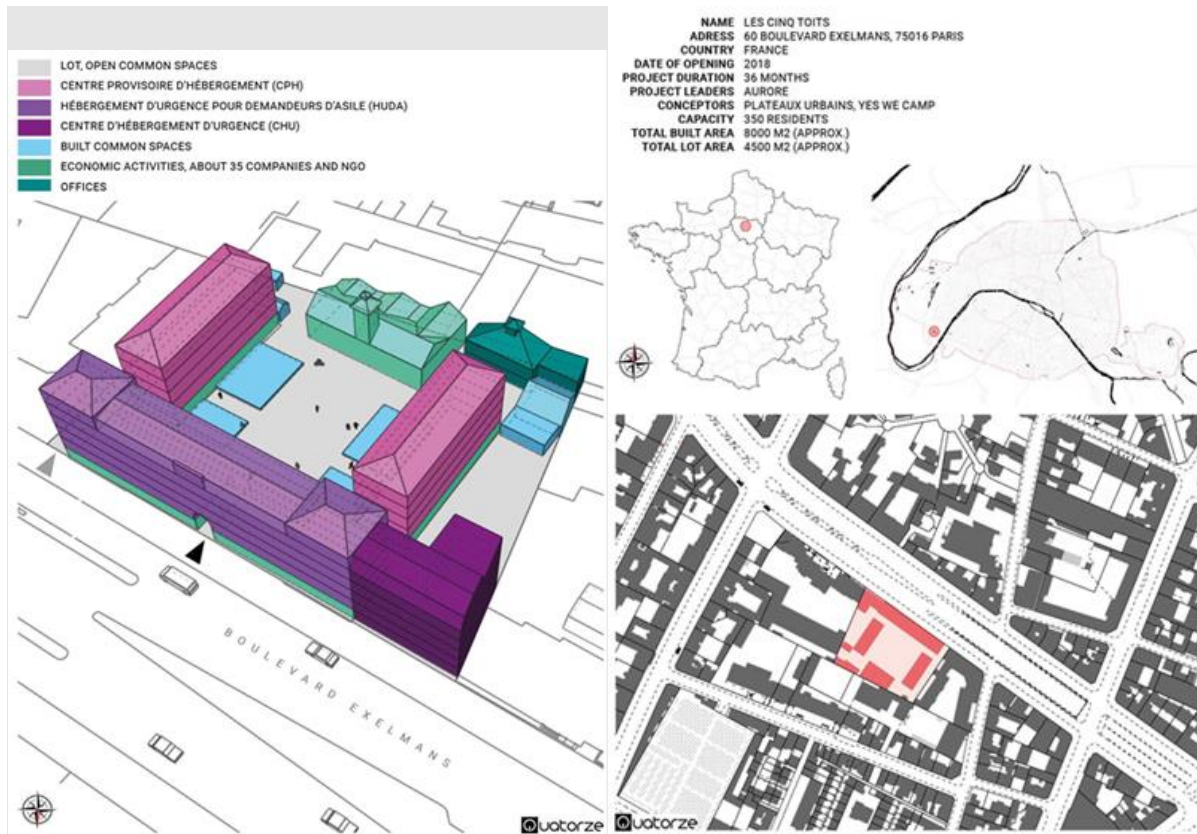 LOT, OPEN COMMON SPACES
CENTRE PROVISOIRE D'HÉBERGEMENT (CPH)
HÉBERGEMENT D'URGENCE POUR DEMANDEURS D'ASILE (HUDA)
CENTRE D'HÉBERGEMENT D'URGENCE (CHU)
BUILT COMMON SPACES
ECONOMIC ACTIVITIES, ABOUT 35 COMPANIES AND NGO
OFFICES
BOULEVARD EXELMANS
Quatorze
NAME LES CINQ TOITS
ADRESS 60 BOULEVARD EXELMANS, 75016 PARIS
COUNTRY FRANCE
DATE OF OPENING 2018
PROJECT DURATION 36 MONTHS
PROJECT LEADERS AURORE
CONCEPTORS PLATEAUX URBAINS, YES WE CAMP
CAPACITY 350 RESIDENTS
TOTAL BUILT AREA 8000 M2 (APPROX.)
TOTAL LOT AREA 4500 M2 (APPROX.)
Quatorze